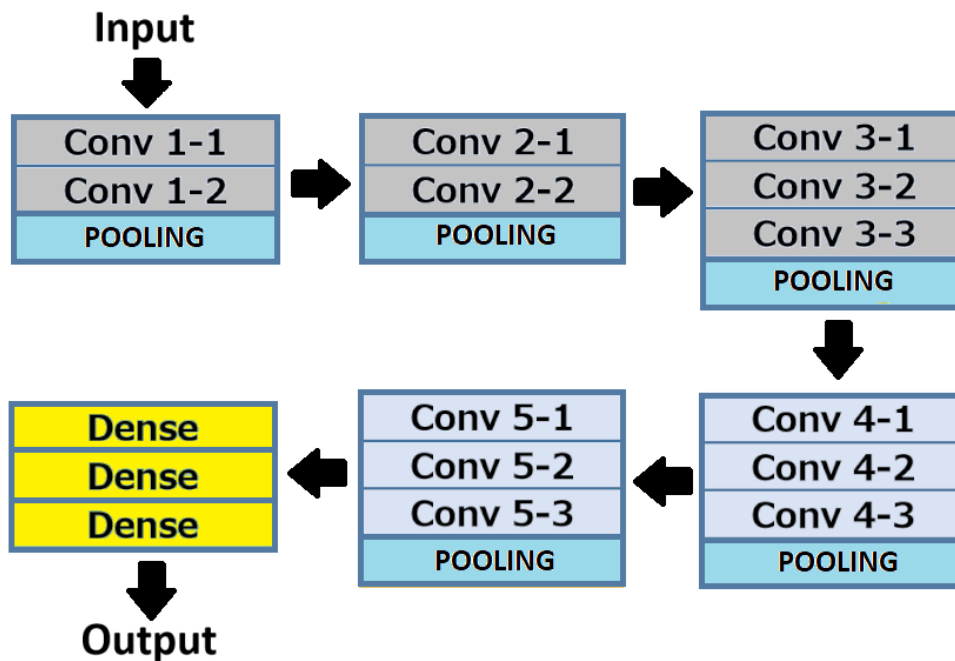 Input
Conv 1-1
Conv 1-2
POOLING
Conv 2-1
Conv 2-2
POOLING
Conv 3-1
Conv 3-2
Conv 3-3
POOLING
Conv 4-1
Conv 4-2
Conv 4-3
POOLING
Conv 5-1
Conv 5-2
Conv 5-3
POOLING
Dense
Dense
Dense
Output